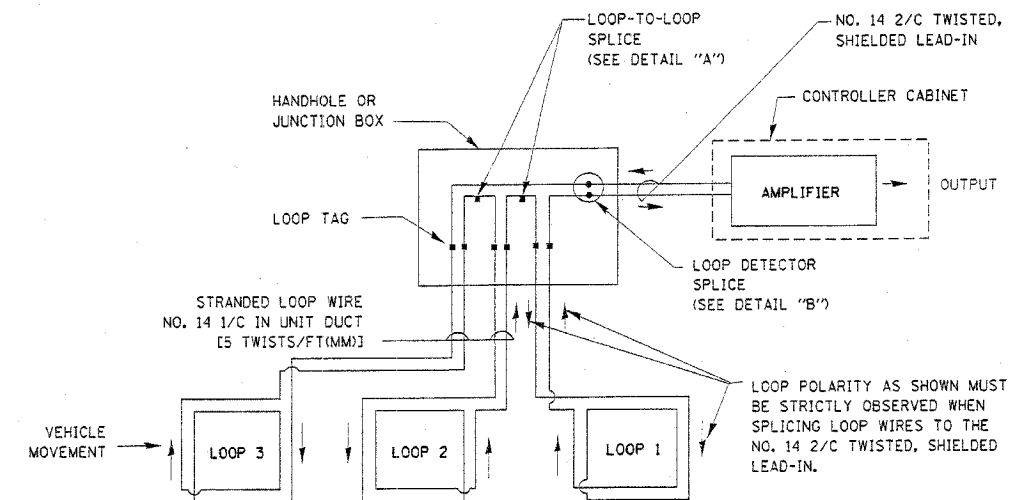 LOOP-TO-LOOP
SPLICE
(SEE DETAIL "A")
NO. 14 2/C TWISTED,
SHIELDED LEAD-IN
HANDHOLE OR
JUNCTION BOX
CONTROLLER CABINET
AMPLIFIER
OUTPUT
LOOP TAG
LOOP DETECTOR
SPLICE
(SEE DETAIL "B")
STRANDED LOOP WIRE
NO. 14 1/C IN UNIT DUCT
[5 TWISTS/FT(MM)]
LOOP POLARITY AS SHOWN MUST
BE STRICTLY OBSERVED WHEN
SPLICING LOOP WIRES TO THE
NO. 14 2/C TWISTED, SHIELDED
LEAD-IN.
VEHICLE
MOVEMENT
LOOP 3
LOOP 2
LOOP 1